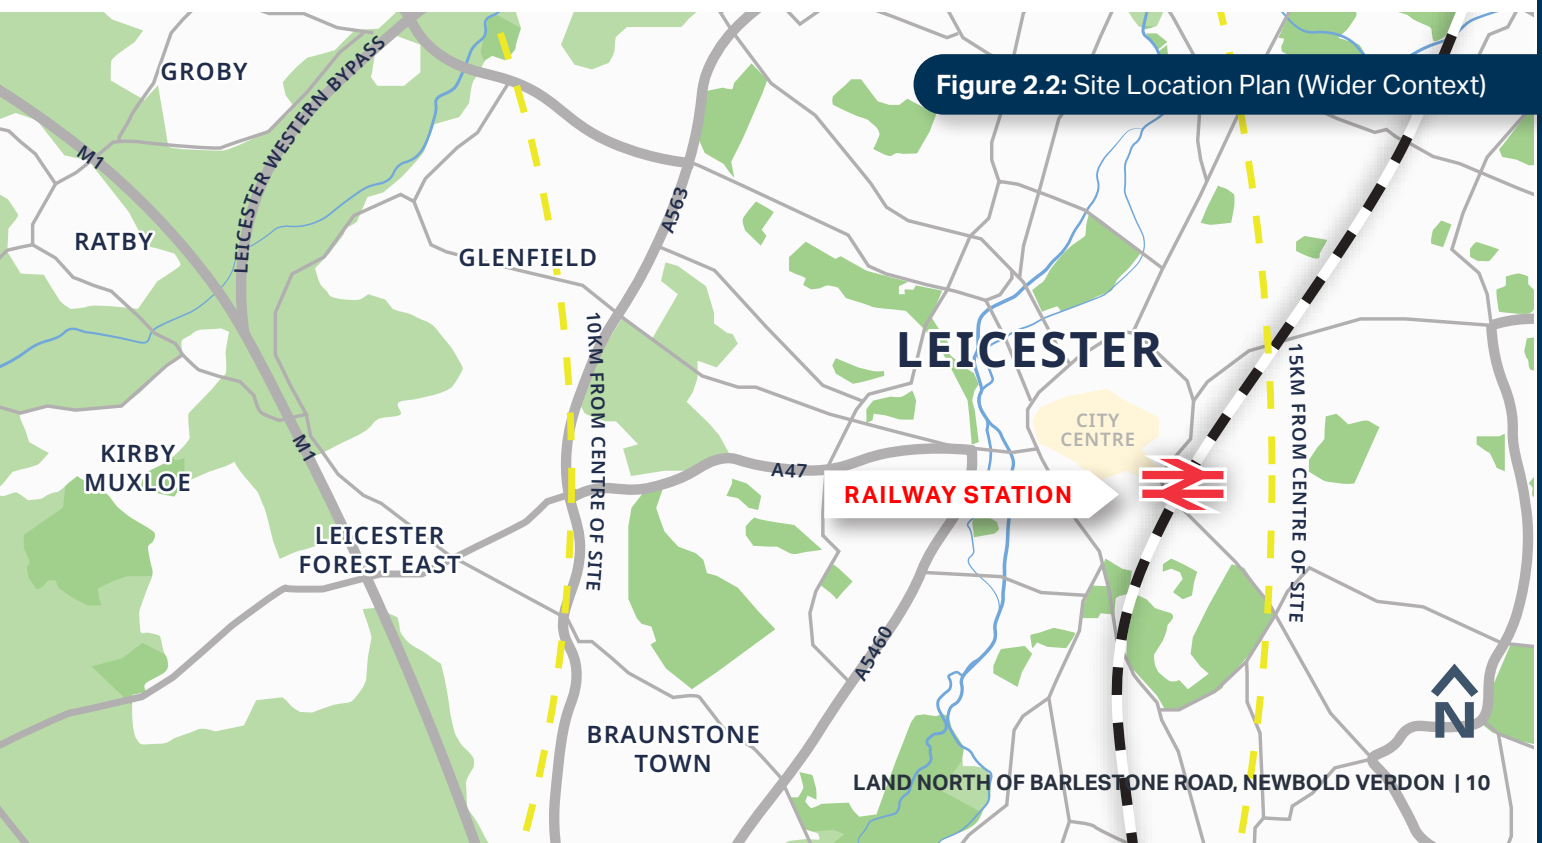 GROBY
LEICESTER WESTERN BYPASS
Figure 2.2: Site Location Plan (Wider Context)
M1
A563
RATBY
GLENFIELD
10KM FROM CENTRE OF SITE
LEICESTER
15KM FROM CENTRE OF SITE
CITY
CENTRE
M1
KIRBY
MUXLOE
A47
RAILWAY STATION
LEICESTER
FOREST EAST
A5460
BRAUNSTONE
TOWN
N
LAND NORTH OF BARLESTONE ROAD, NEWBOLD VERDON | 10